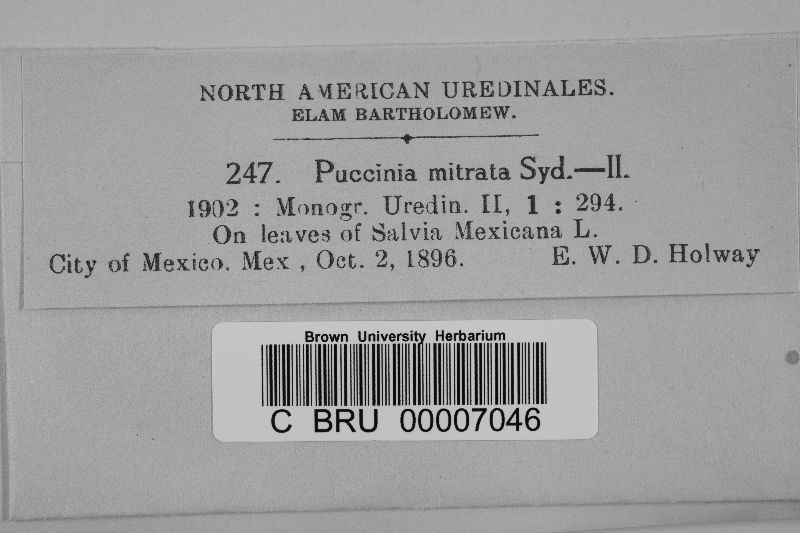 NORTH AMERICAN UREDINALES.
ELAM BARTHOLOMEW.
247. Puccinia mitrata Syd.—II.
1902 : Monogr. Uredin. II, 1 : 294.
On leaves of Salvia Mexicana L.
City of Mexico, Mex , Oct. 2, 1896. E. W. D. Holway
Brown University Herbarium
C BRU 00007046